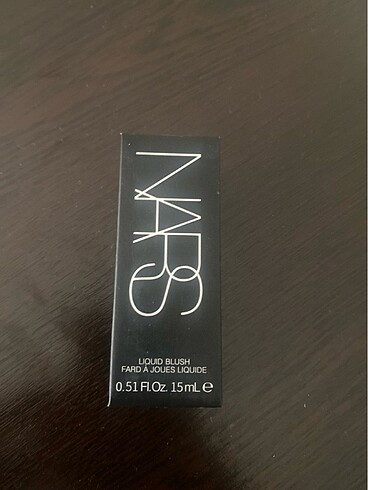 NARS
LIQUID BLUSH
FARD À JOUES LIQUIDE
0.51 Fl.Oz. 15mL ℮